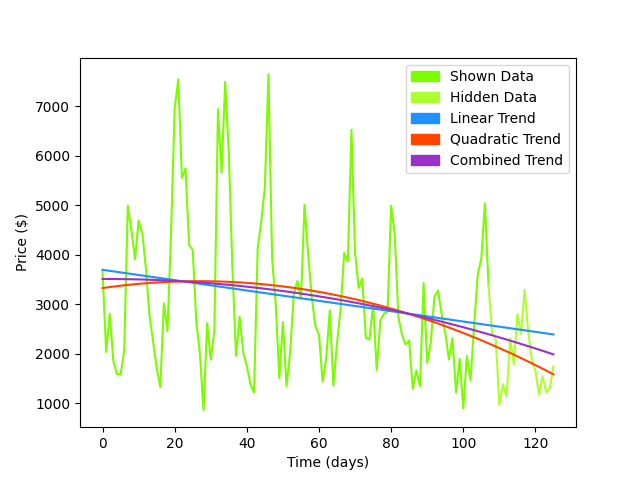 Shown Data
Hidden Data
Linear Trend
Quadratic Trend
Combined Trend
7000
6000
5000
4000
3000
2000
1000
Price ($)
0 20 40 60 80 100 120
Time (days)